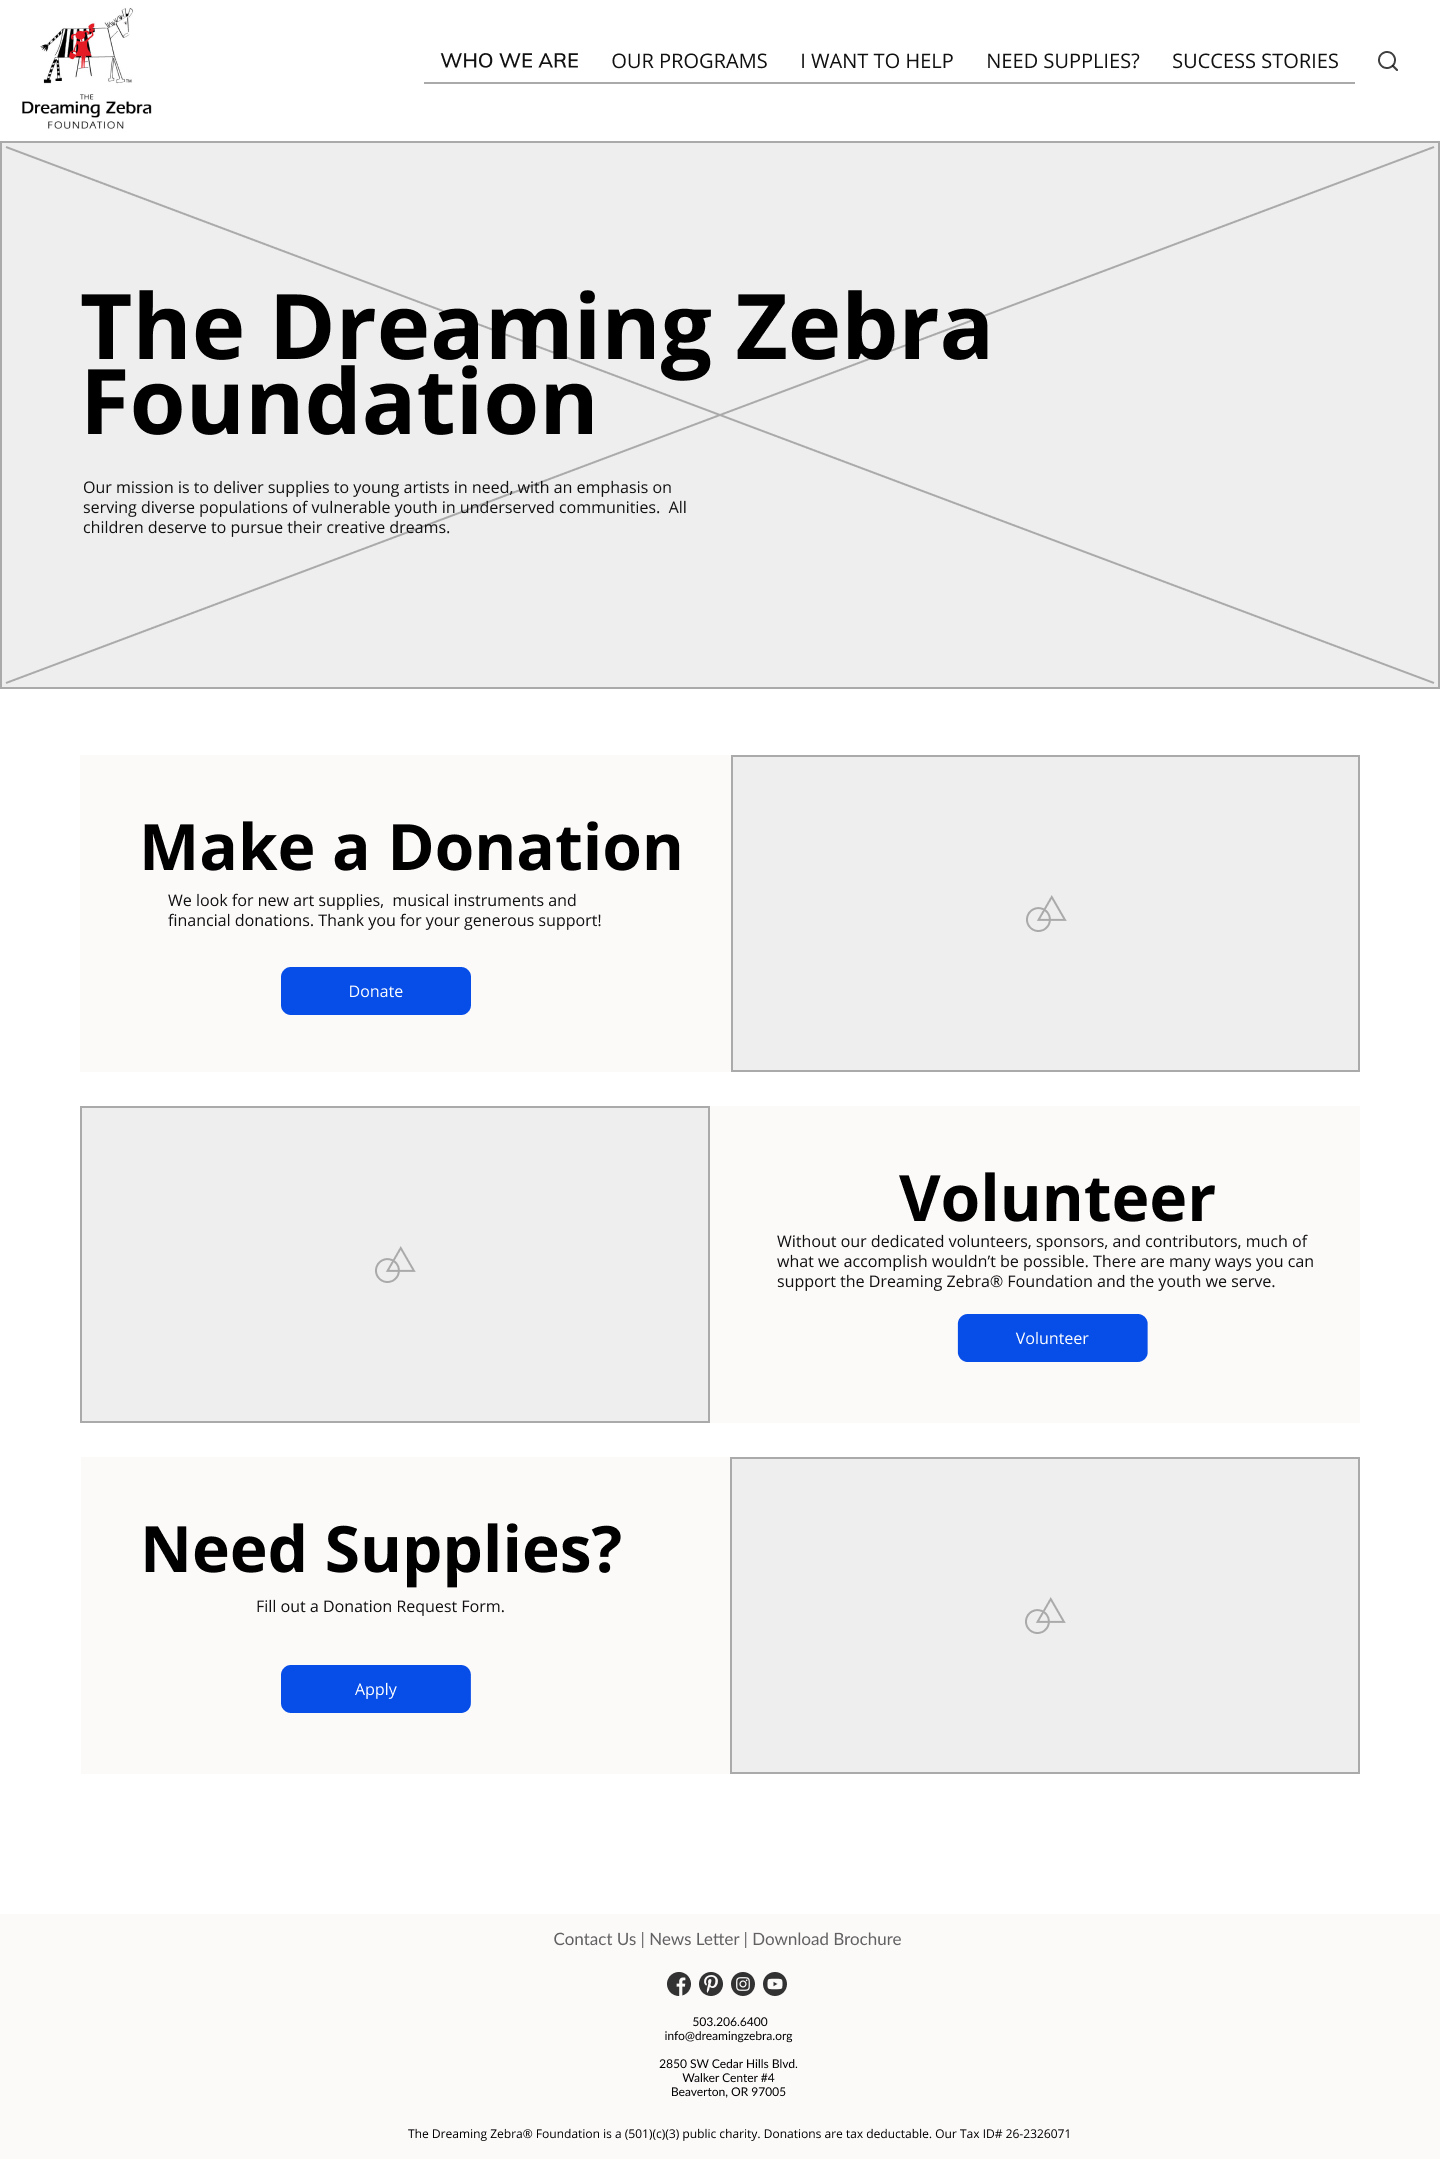 THE
Dreaming Zebra
FOUNDATION
WHO WE ARE OUR PROGRAMS I WANT TO HELP NEED SUPPLIES? SUCCESS STORIES
The Dreaming Zebra
Foundation
Our mission is to deliver supplies to young artists in need, with an emphasis on
serving diverse populations of vulnerable youth in underserved communities. All
children deserve to pursue their creative dreams.
Make a Donation
We look for new art supplies, musical instruments and
financial donations. Thank you for your generous support!
Donate
Volunteer
Without our dedicated volunteers, sponsors, and contributors, much of
what we accomplish wouldn't be possible. There are many ways you can
support the Dreaming Zebra® Foundation and the youth we serve.
Volunteer
Need Supplies?
Fill out a Donation Request Form.
Apply
Contact Us | News Letter | Download Brochure
503.206.6400
info@dreamingzebra.org
2850 SW Cedar Hills Blvd.
Walker Center #4
Beaverton, OR 97005
The Dreaming Zebra® Foundation is a (501)(c)(3) public charity. Donations are tax deductable. Our Tax ID# 26-2326071